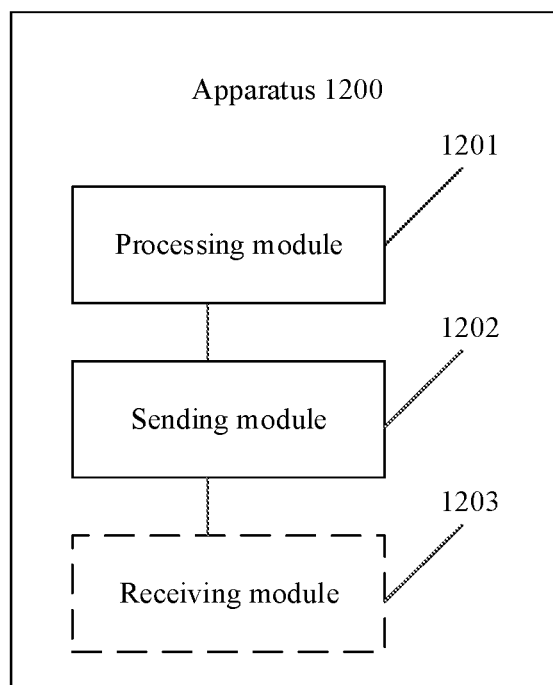 Apparatus 1200
1201
Processing module
1202
Sending module
1203
Receiving module